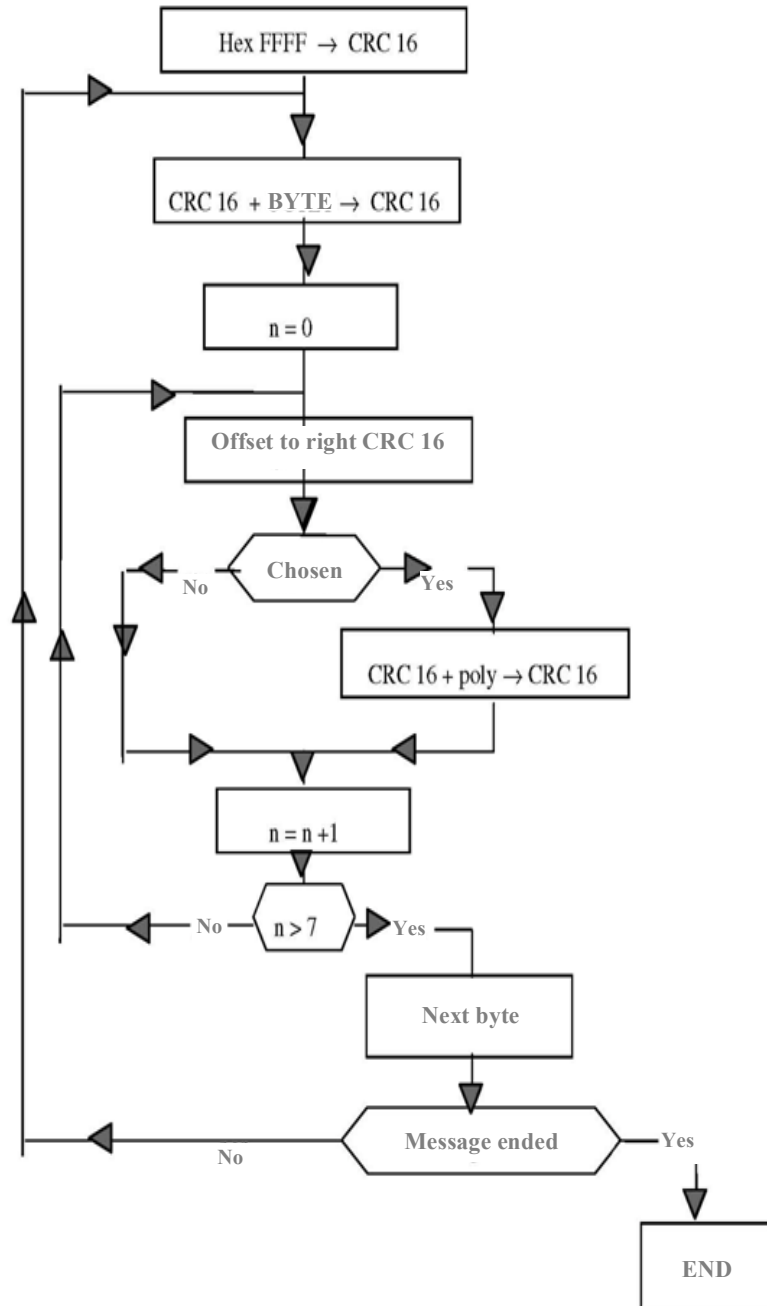 Hex FFFF → CRC 16
CRC 16 + BYTE → CRC 16
n = 0
Offset to right CRC 16
Chosen
No
Yes
CRC 16 + poly → CRC 16
n = n +1
n > 7
No
Yes
Next byte
Message ended
No
Yes
END